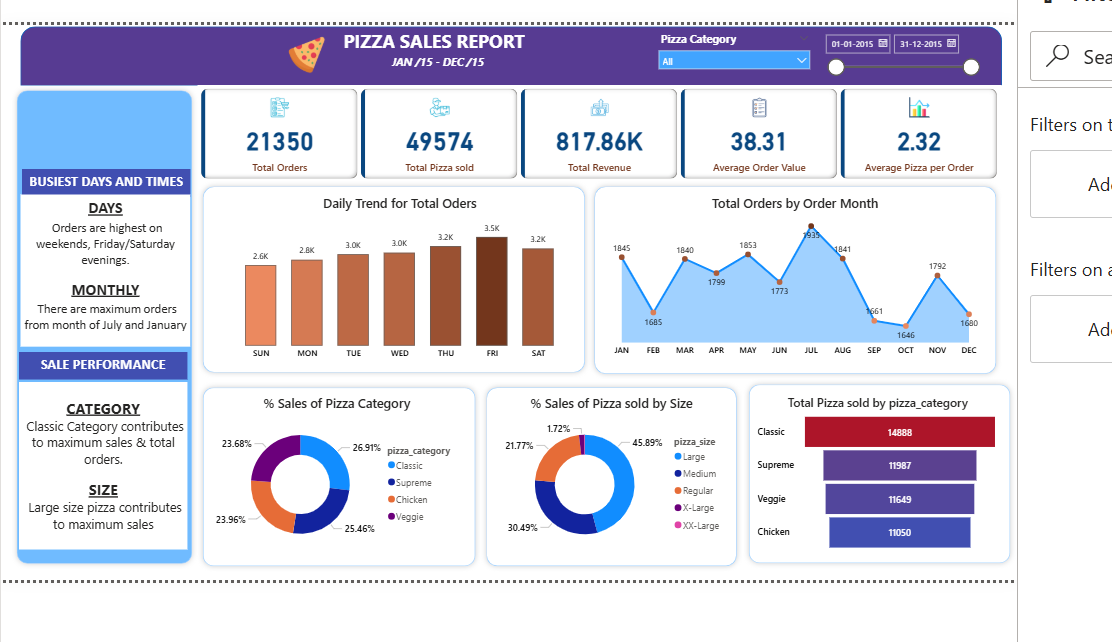 PIZZA SALES REPORT
JAN /15 - DEC /15
Pizza Category
All
01-01-2015
31-12-2015
BUSIEST DAYS AND TIMES
DAYS
Orders are highest on
weekends, Friday/Saturday
evenings.
MONTHLY
There are maximum orders
from month of July and January
SALE PERFORMANCE
CATEGORY
Classic Category contributes
to maximum sales & total
orders.
SIZE
Large size pizza contributes
to maximum sales
21350
Total Orders
49574
Total Pizza sold
817.86K
Total Revenue
38.31
Average Order Value
2.32
Average Pizza per Order
Daily Trend for Total Oders
2.6K
2.8K
3.0K
3.0K
3.2K
3.5K
3.2K
SUN
MON
TUE
WED
THU
FRI
SAT
Total Orders by Order Month
1845
1685
1840
1799
1853
1773
1935
1841
1661
1646
1792
1680
JAN
FEB
MAR
APR
MAY
JUN
JUL
AUG
SEP
OCT
NOV
DEC
% Sales of Pizza Category
23.68%
26.91%
23.96%
25.46%
pizza_category
Classic
Supreme
Chicken
Veggie
% Sales of Pizza sold by Size
1.72%
21.77%
45.89%
30.49%
pizza_size
Large
Medium
Regular
X-Large
XX-Large
Total Pizza sold by pizza_category
Classic
14888
Supreme
11987
Veggie
11649
Chicken
11050
Sea
Filters on t
Add
Filters on a
Add